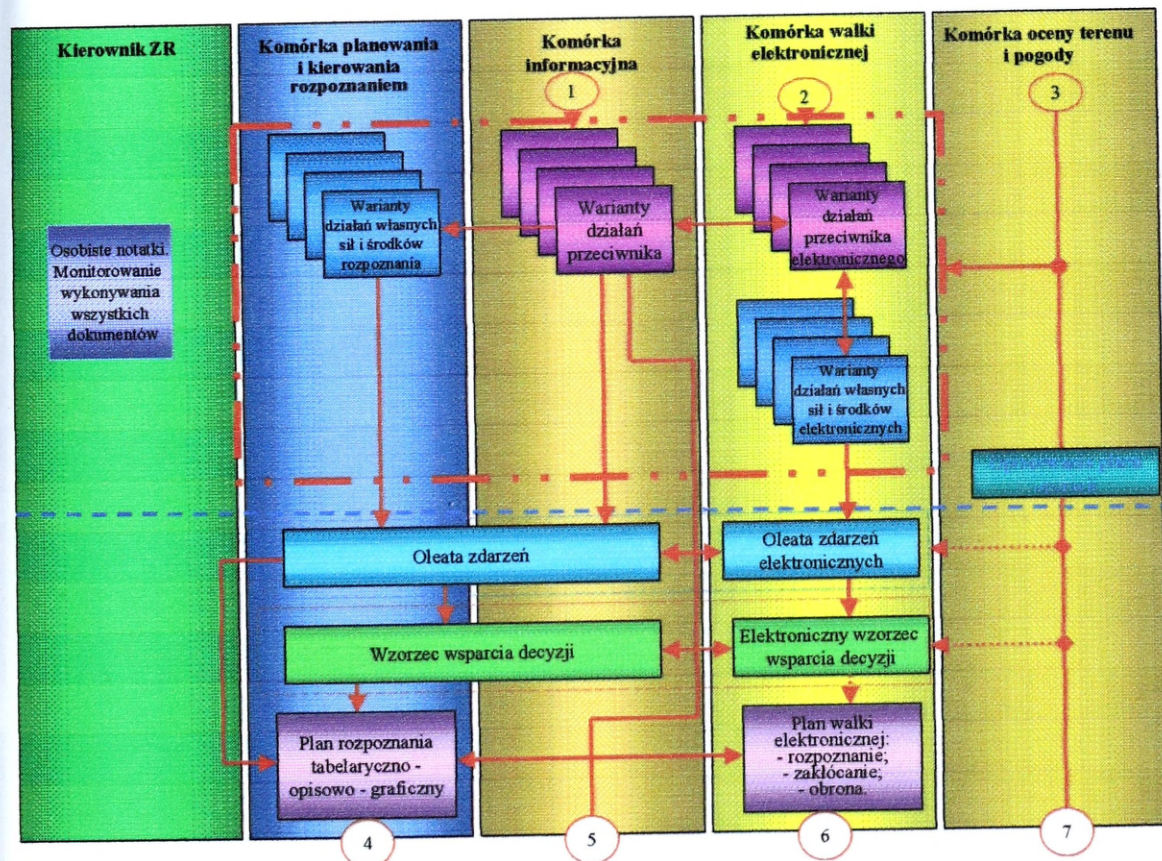 Kierownik ZR
Komórka planowania
i kierowania
rozpoznaniem
Komórka
informacyjna
Komórka walki
elektronicznej
Komórka oceny terenu
i pogody
1
2
3
Osobiste notatki.
Monitorowanie
wykonywania
wszystkich
dokumentów
Warianty
działań własnych
sił i środków
rozpoznania
Warianty
działań
przeciwnika
Warianty
działań
przeciwnika
elektronicznego
Warianty
działań własnych
sił i środków
elektronicznych
Oleata zdarzeń
Oleata zdarzeń
elektronicznych
Wzorzec wsparcia decyzji
Elektroniczny wzorzec
wsparcia decyzji
Plan rozpoznania
tabelaryczno -
opisowo - graficzny
Plan walki
elektronicznej:
- rozpoznanie;
- zakłócanie;
- obrona.
4
5
6
7